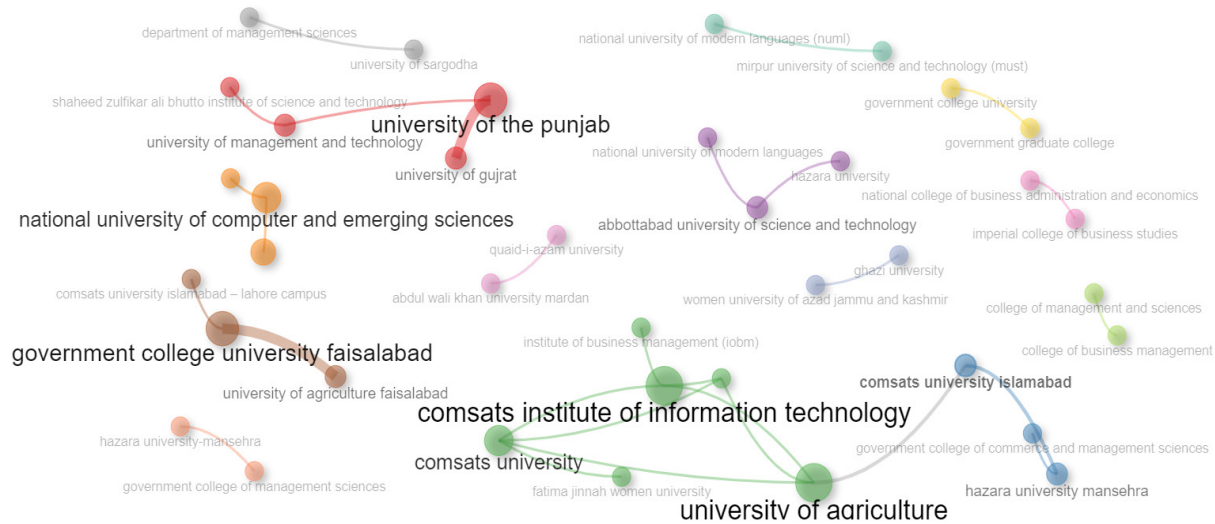 department of management sciences
university of sargodha
national university of modern languages (numl)
mirpur university of science and technology (must)
shaheed zulfikar ali bhutto institute of science and technology
university of the punjab
university of management and technology
university of gujrat
government college university
government graduate college
national university of modern languages
hazara university
abbottabad university of science and technology
national college of business administration and economics
imperial college of business studies
national university of computer and emerging sciences
quaid-i-azam university
abdul wali khan university mardan
ghazi university
women university of azad jammu and kashmir
comsats university islamabad – lahore campus
government college university faisalabad
university of agriculture faisalabad
college of management and sciences
college of business management
institute of business management (iobm)
comsats institute of information technology
comsats university
fatima jinnah women university
university of agriculture
comsats university islamabad
government college of commerce and management sciences
hazara university mansehra
hazara university-mansehra
government college of management sciences